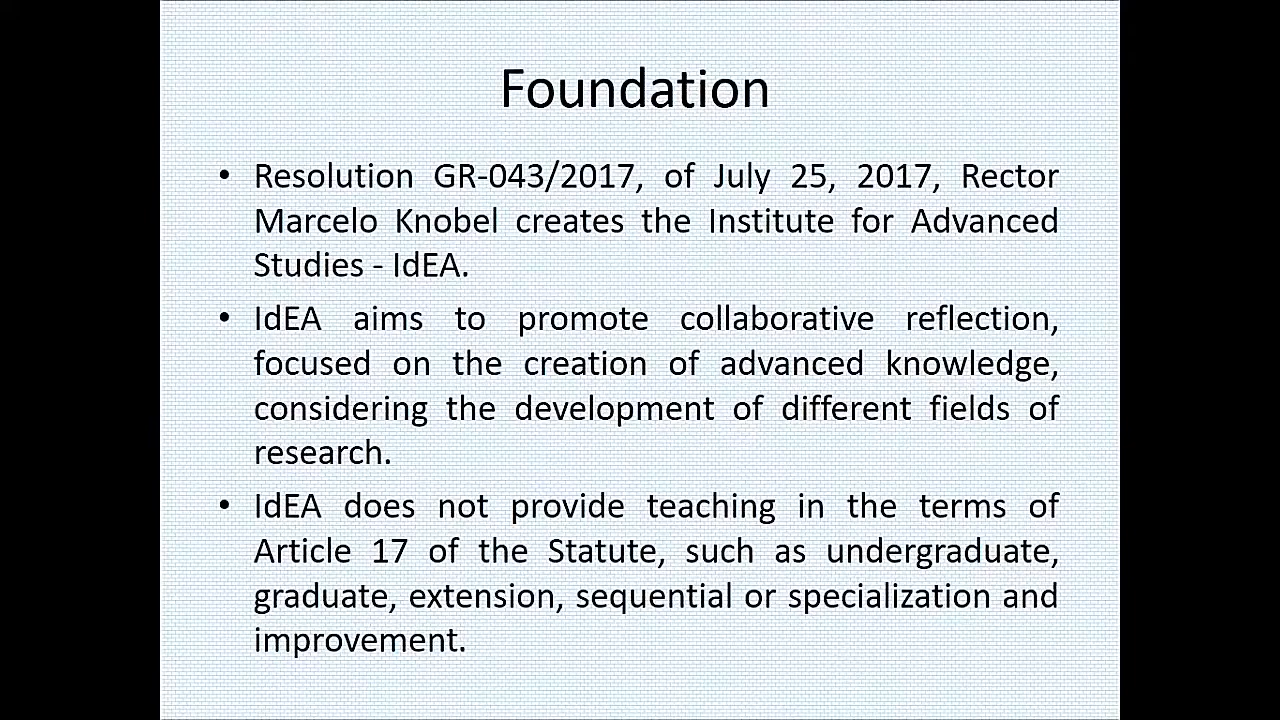 Foundation
• Resolution GR-043/2017, of July 25, 2017, Rector
Marcelo Knobel creates the Institute for Advanced
Studies - IdEA.
• IdEA aims to promote collaborative reflection,
focused on the creation of advanced knowledge,
considering the development of different fields of
research.
• IdEA does not provide teaching in the terms of
Article 17 of the Statute, such as undergraduate,
graduate, extension, sequential or specialization and
improvement.